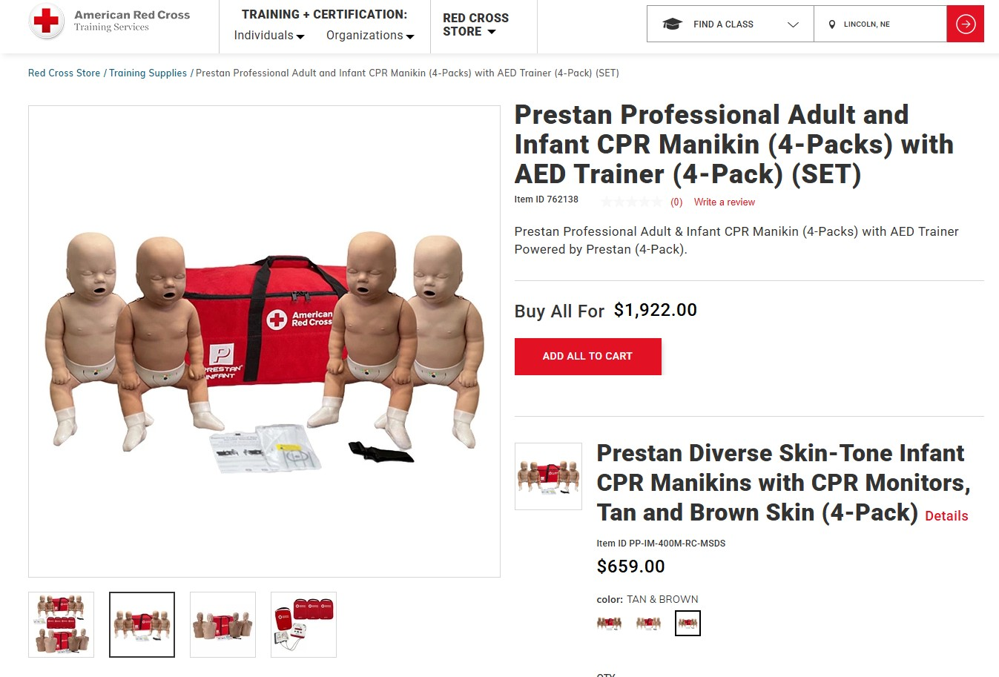 American Red Cross
Training Services
TRAINING + CERTIFICATION:
Individuals
Organizations
RED CROSS
STORE
FIND A CLASS
LINCOLN, NE
Red Cross Store / Training Supplies / Prestan Professional Adult and Infant CPR Manikin (4-Packs) with AED Trainer (4-Pack) (SET)
American
Red Cross
P
PRESTAN
INFANT
Prestan Professional Adult and
Infant CPR Manikin (4-Packs) with
AED Trainer (4-Pack) (SET)
Item ID 762138
(0) Write a review
Prestan Professional Adult & Infant CPR Manikin (4-Packs) with AED Trainer
Powered by Prestan (4-Pack).
Buy All For $1,922.00
ADD ALL TO CART
Prestan Diverse Skin-Tone Infant
CPR Manikins with CPR Monitors,
Tan and Brown Skin (4-Pack) Details
Item ID PP-IM-400M-RC-MSDS
$659.00
color: TAN & BROWN
QTY